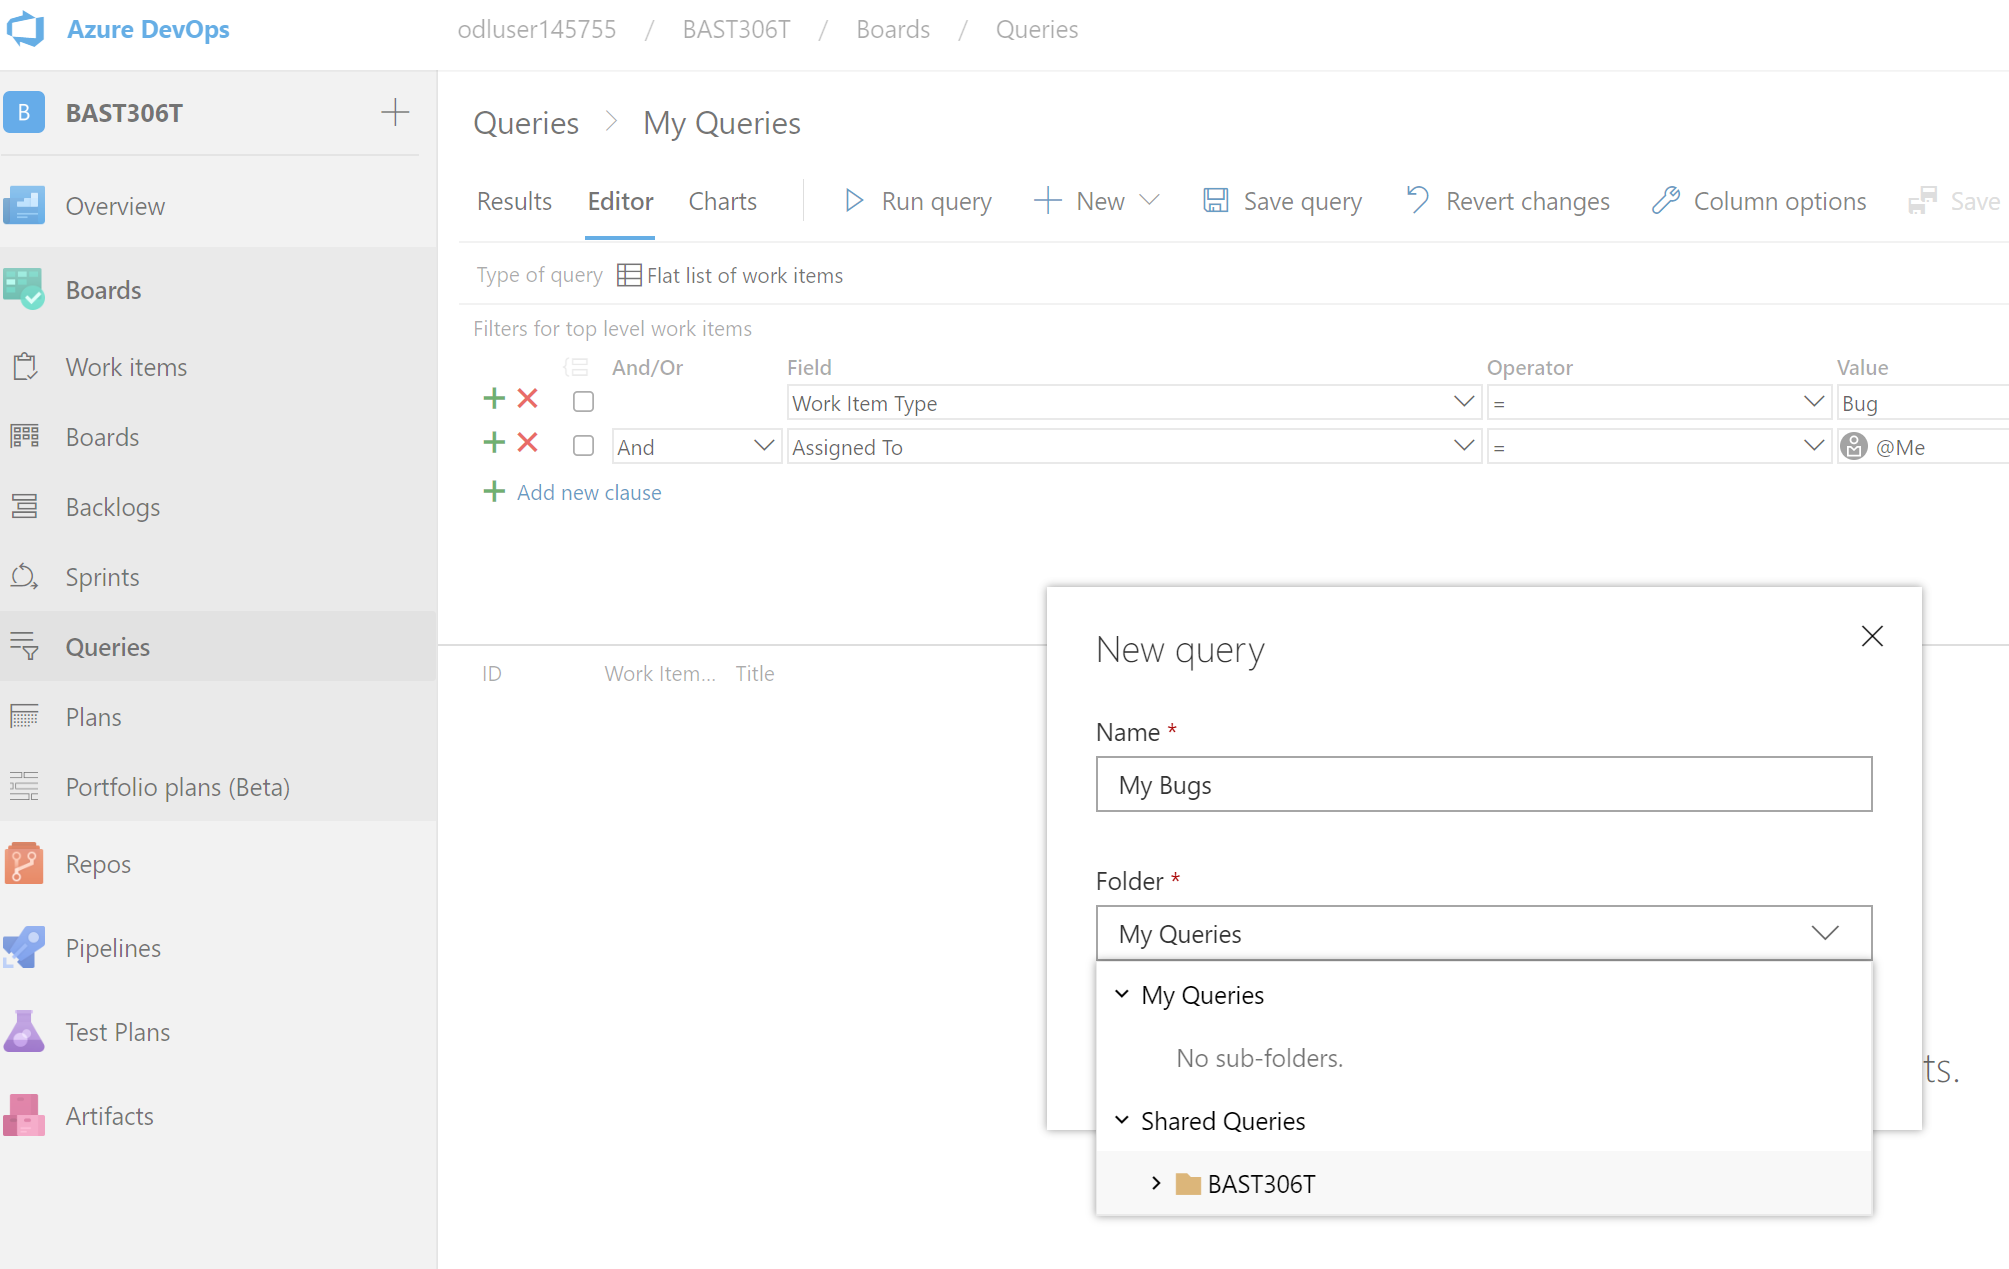 Azure DevOps
odluser145755 / BAST306T / Boards / Queries
B BAST306T
Overview
Boards
Work items
Boards
Backlogs
Sprints
Queries
Plans
Portfolio plans (Beta)
Repos
Pipelines
Test Plans
Artifacts
Queries > My Queries
Results Editor Charts Run query New Save query Revert changes Column options Save
Type of query Flat list of work items
Filters for top level work items
And/Or Field Operator Value
Work Item Type = Bug
And Assigned To = @Me
Add new clause
ID Work Item... Title
ts.
New query
Name *
My Bugs
Folder *
My Queries
My Queries
No sub-folders.
Shared Queries
BAST306T